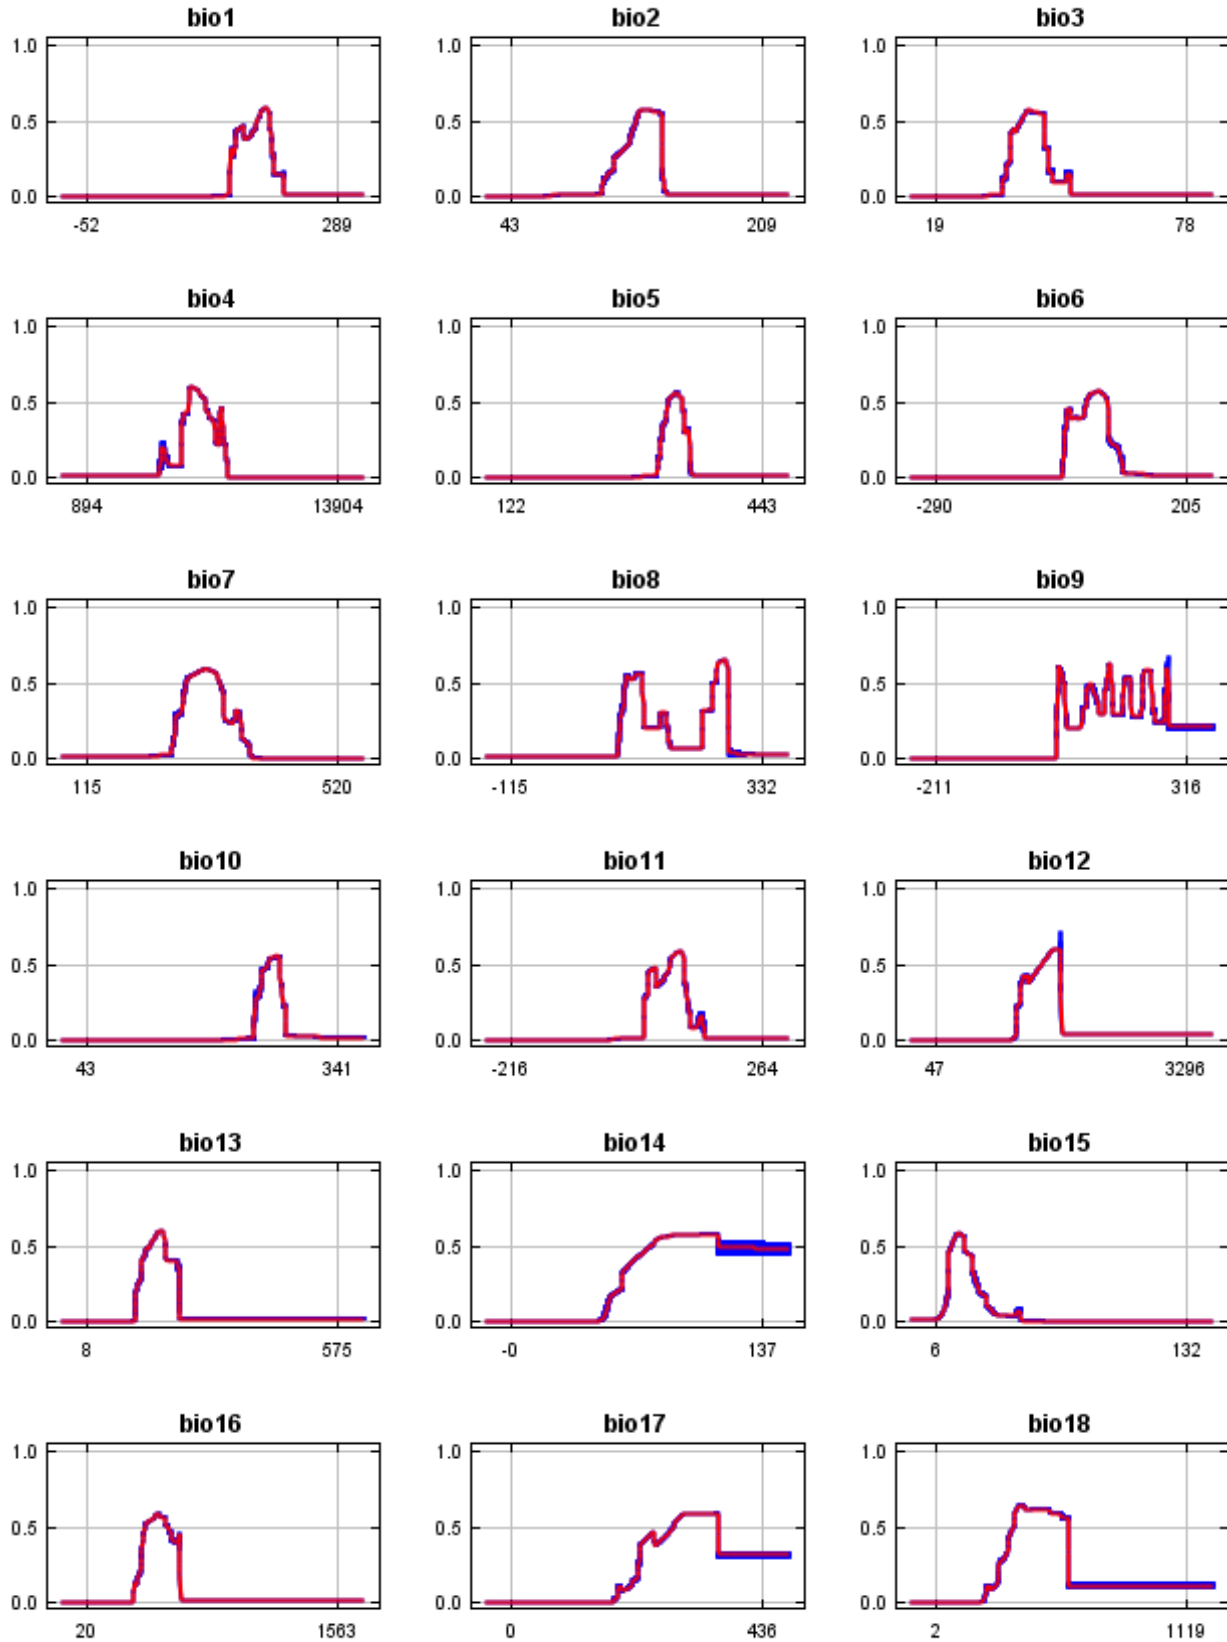 bio1 bio2 bio3
1.0 1.0 1.0
0.5 0.5 0.5
0.0 0.0 0.0
-52 289 43 209 19 78
bio4 bio5 bio6
1.0 1.0 1.0
0.5 0.5 0.5
0.0 0.0 0.0
894 13904 122 443 -290 205
bio7 bio8 bio9
1.0 1.0 1.0
0.5 0.5 0.5
0.0 0.0 0.0
115 520 -115 332 -211 316
bio10 bio11 bio12
1.0 1.0 1.0
0.5 0.5 0.5
0.0 0.0 0.0
43 341 -216 264 47 3296
bio13 bio14 bio15
1.0 1.0 1.0
0.5 0.5 0.5
0.0 0.0 0.0
8 575 -0 137 6 132
bio16 bio17 bio18
1.0 1.0 1.0
0.5 0.5 0.5
0.0 0.0 0.0
20 1563 0 436 2 1119